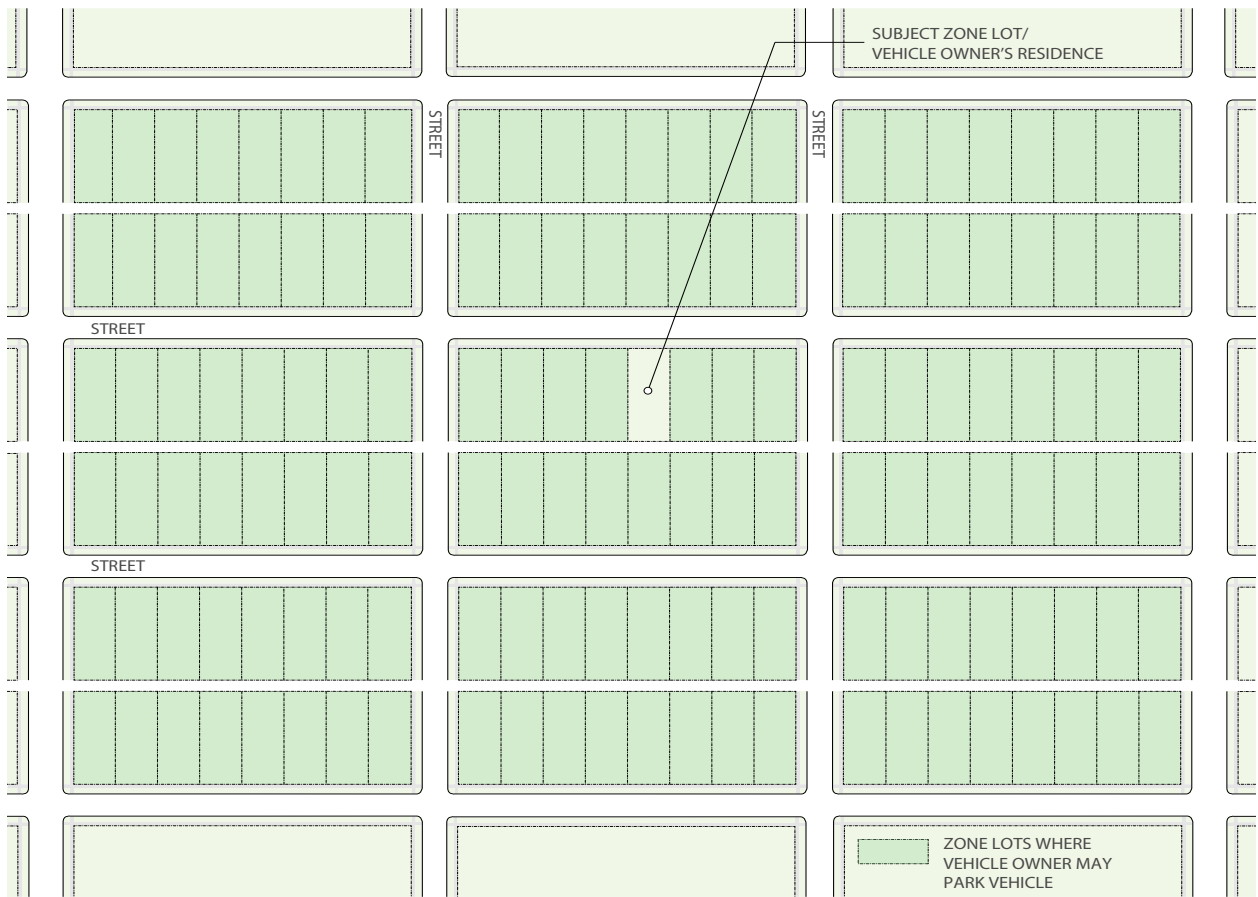 SUBJECT ZONE LOT/
VEHICLE OWNER'S RESIDENCE
STREET
STREET
STREET
STREET
ZONE LOTS WHERE
VEHICLE OWNER MAY
PARK VEHICLE